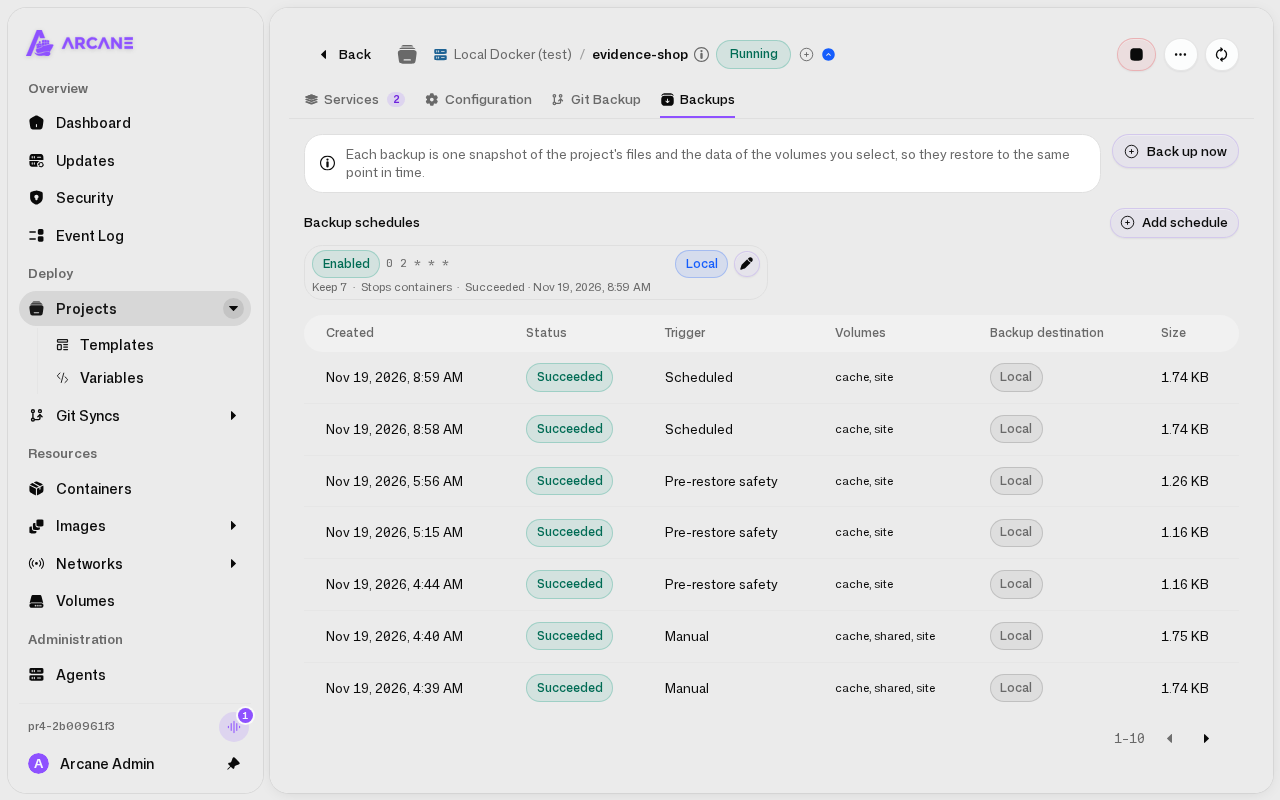 ARCANE
Overview
Dashboard
Updates
Security
Event Log
Deploy
Projects
Templates
Variables
Git Syncs
Resources
Containers
Images
Networks
Volumes
Administration
Agents
pr4-2b00961f3
1
A Arcane Admin
Back Local Docker (test) / evidence-shop Running
Services 2 Configuration Git Backup Backups
Each backup is one snapshot of the project's files and the data of the volumes you select, so they restore to the same
point in time.
Back up now
Backup schedules
Add schedule
Enabled 0 2 * * * Local
Keep 7 · Stops containers · Succeeded · Nov 19, 2026, 8:59 AM
Created Status Trigger Volumes Backup destination Size
Nov 19, 2026, 8:59 AM Succeeded Scheduled cache, site Local 1.74 KB
Nov 19, 2026, 8:58 AM Succeeded Scheduled cache, site Local 1.74 KB
Nov 19, 2026, 5:56 AM Succeeded Pre-restore safety cache, site Local 1.26 KB
Nov 19, 2026, 5:15 AM Succeeded Pre-restore safety cache, site Local 1.16 KB
Nov 19, 2026, 4:44 AM Succeeded Pre-restore safety cache, site Local 1.16 KB
Nov 19, 2026, 4:40 AM Succeeded Manual cache, shared, site Local 1.75 KB
Nov 19, 2026, 4:39 AM Succeeded Manual cache, shared, site Local 1.74 KB
1–10